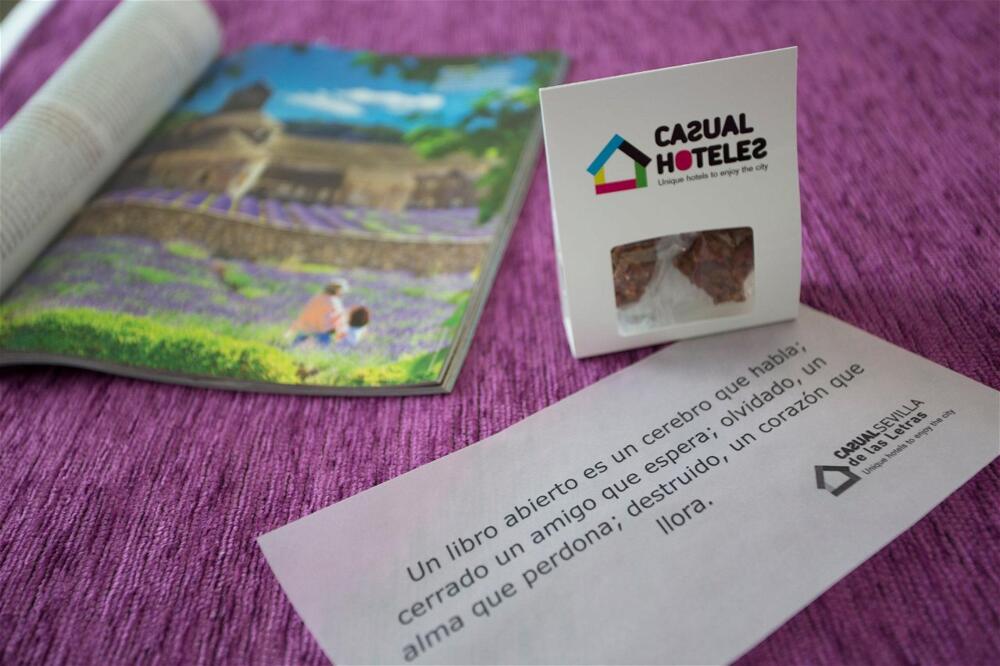 CASUAL
HOTELES
Unique hotels to enjoy the city
Un libro abierto es un cerebro que habla;
cerrado un amigo que espera; olvidado, un
alma que perdona; destruido, un corazón que
llora.
CASUAL SEVILLA
de las Letras
Unique hotels to enjoy the city